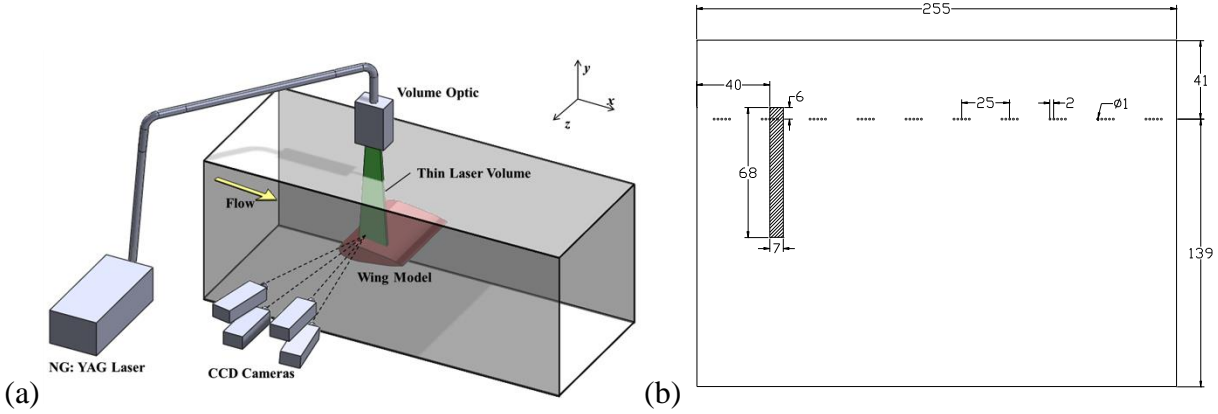 y
x
z
Volume Optic
Thin Laser Volume
Flow
Wing Model
NG: YAG Laser
CCD Cameras
(a)
255
40
41
6
25
2
ø1
68
7
139
(b)